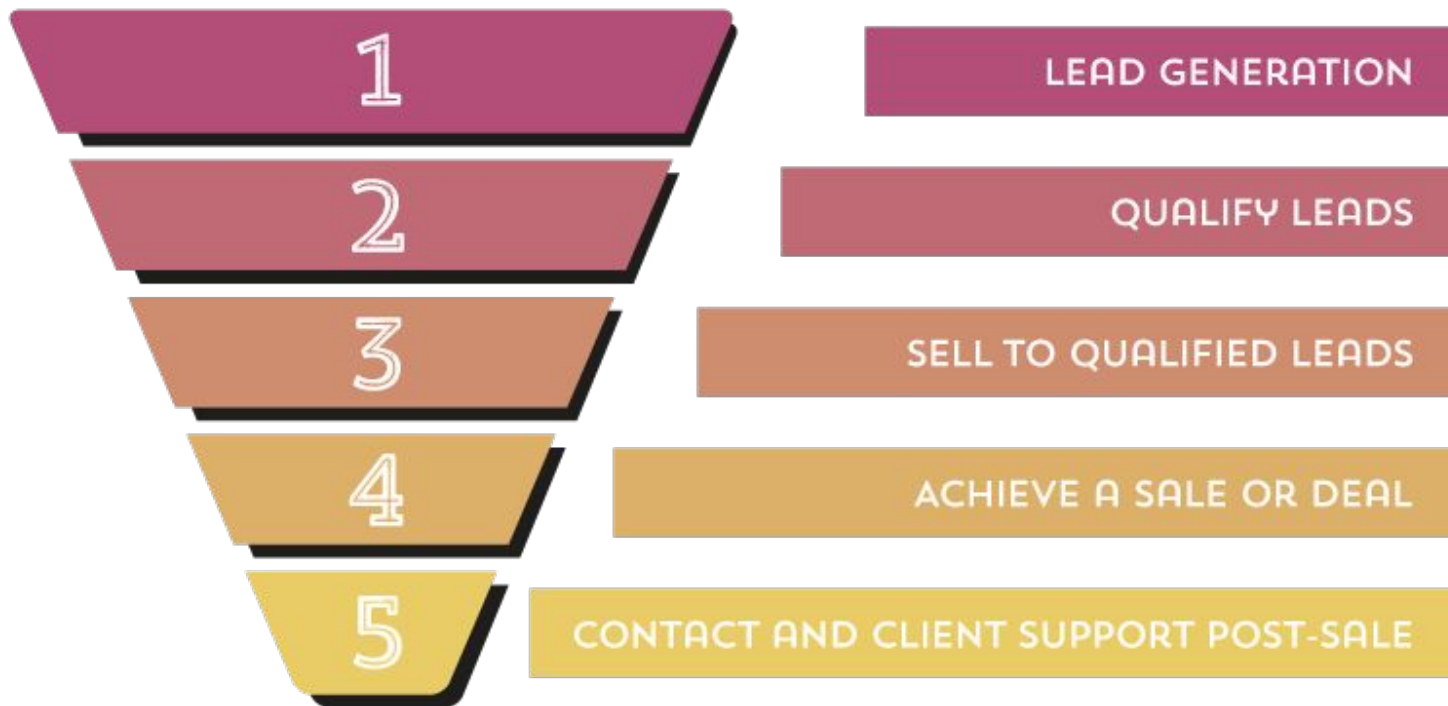 1
LEAD GENERATION
2
QUALIFY LEADS
3
SELL TO QUALIFIED LEADS
4
ACHIEVE A SALE OR DEAL
5
CONTACT AND CLIENT SUPPORT POST-SALE